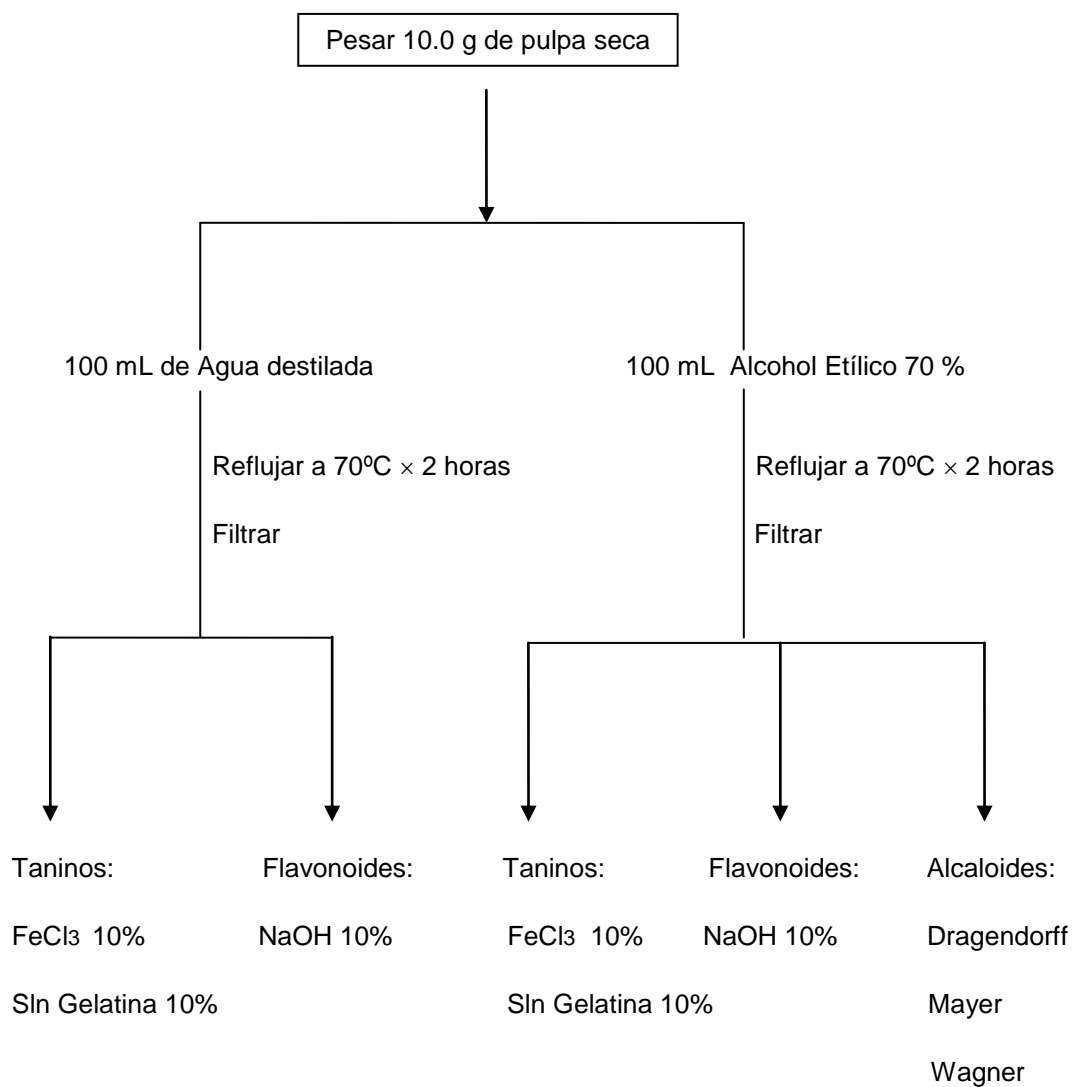 Pesar 10.0 g de pulpa seca
100 mL de Agua destilada
100 mL Alcohol Etílico 70 %
Reflujar a 70ºC × 2 horas
Filtrar
Reflujar a 70ºC × 2 horas
Filtrar
Taninos:
FeCl3 10%
Sln Gelatina 10%
Flavonoides:
NaOH 10%
Taninos:
FeCl3 10%
Sln Gelatina 10%
Flavonoides:
NaOH 10%
Alcaloides:
Dragendorff
Mayer
Wagner